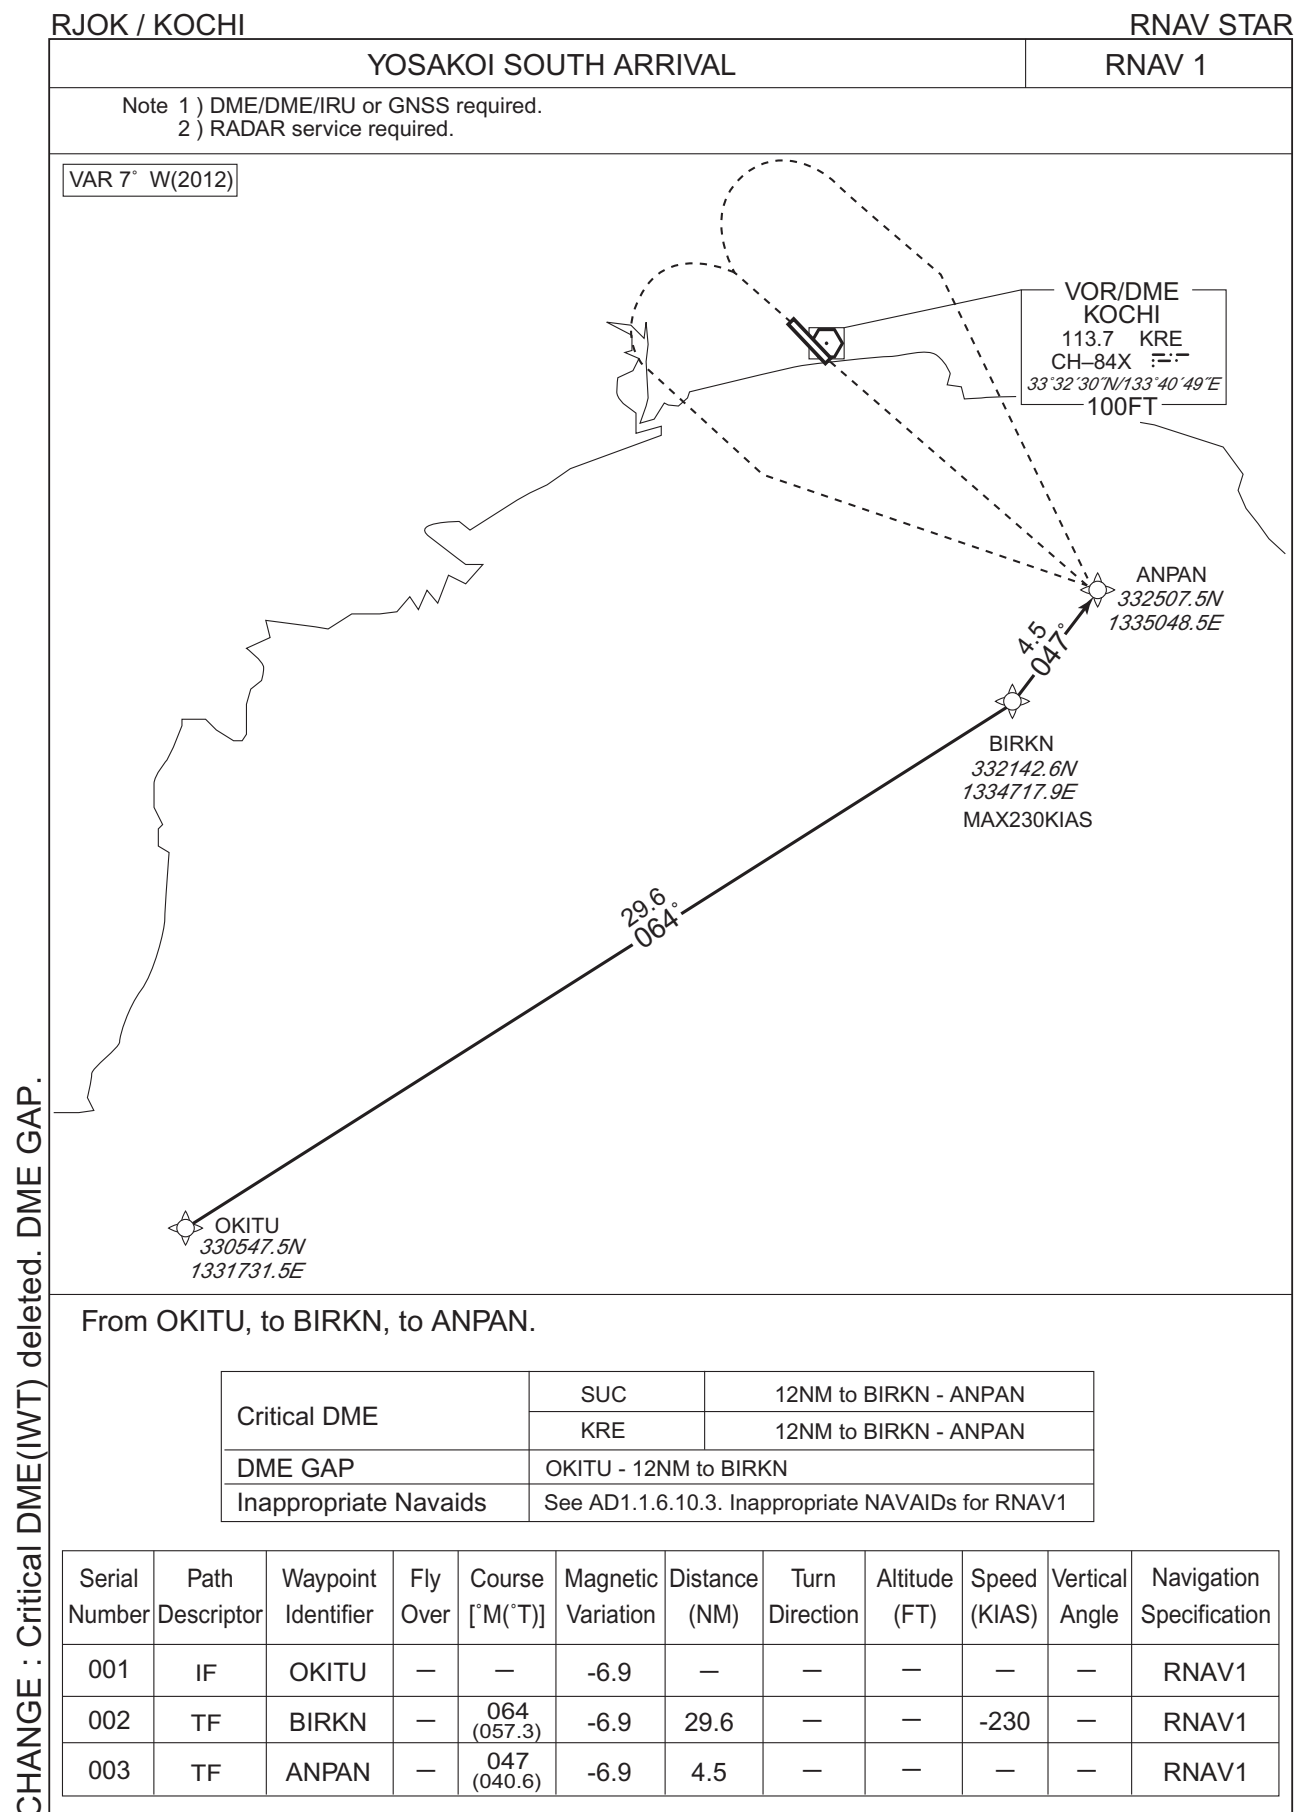 RJOK / KOCHI
RNAV STAR
YOSAKOI SOUTH ARRIVAL
RNAV 1
Note 1 ) DME/DME/IRU or GNSS required.
2 ) RADAR service required.
VAR 7° W(2012)
VOR/DME
KOCHI
113.7 KRE
CH–84X
33°32´30˝N/133°40´49˝E
100FT
ANPAN
332507.5N
1335048.5E
4.5
047°
BIRKN
332142.6N
1334717.9E
MAX230KIAS
29.6
064°
OKITU
330547.5N
1331731.5E
From OKITU, to BIRKN, to ANPAN.
Critical DME
SUC 12NM to BIRKN - ANPAN
KRE 12NM to BIRKN - ANPAN
DME GAP OKITU - 12NM to BIRKN
Inappropriate Navaids See AD1.1.6.10.3. Inappropriate NAVAIDs for RNAV1
Serial Path Waypoint Fly Course Magnetic Distance Turn Altitude Speed Vertical Navigation
Number Descriptor Identifier Over [°M(°T)] Variation (NM) Direction (FT) (KIAS) Angle Specification
001 IF OKITU — — -6.9 — — — — — RNAV1
002 TF BIRKN — 064 (057.3) -6.9 29.6 — — -230 — RNAV1
003 TF ANPAN — 047 (040.6) -6.9 4.5 — — — — RNAV1
CHANGE : Critical DME(IWT) deleted. DME GAP.